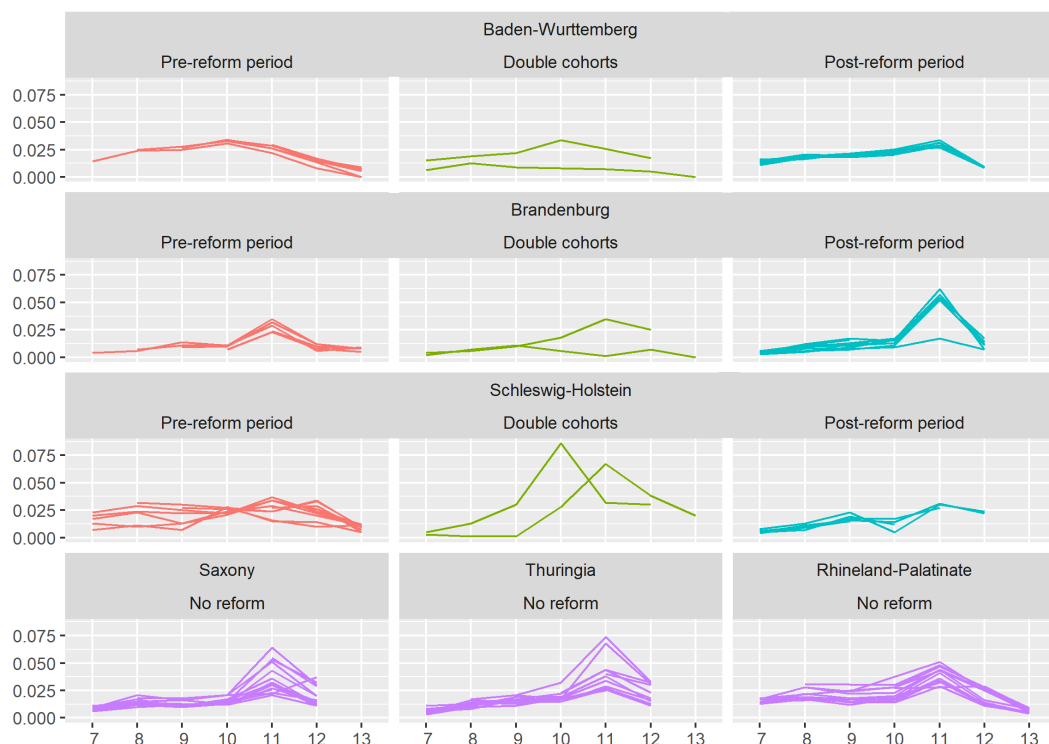 Baden-Wurttemberg
Pre-reform period Double cohorts Post-reform period
0.075
0.050
0.025
0.000
Brandenburg
Pre-reform period Double cohorts Post-reform period
0.075
0.050
0.025
0.000
Schleswig-Holstein
Pre-reform period Double cohorts Post-reform period
0.075
0.050
0.025
0.000
Saxony Thuringia Rhineland-Palatinate
No reform No reform No reform
0.075
0.050
0.025
0.000
7 8 9 10 11 12 13 7 8 9 10 11 12 13 7 8 9 10 11 12 13